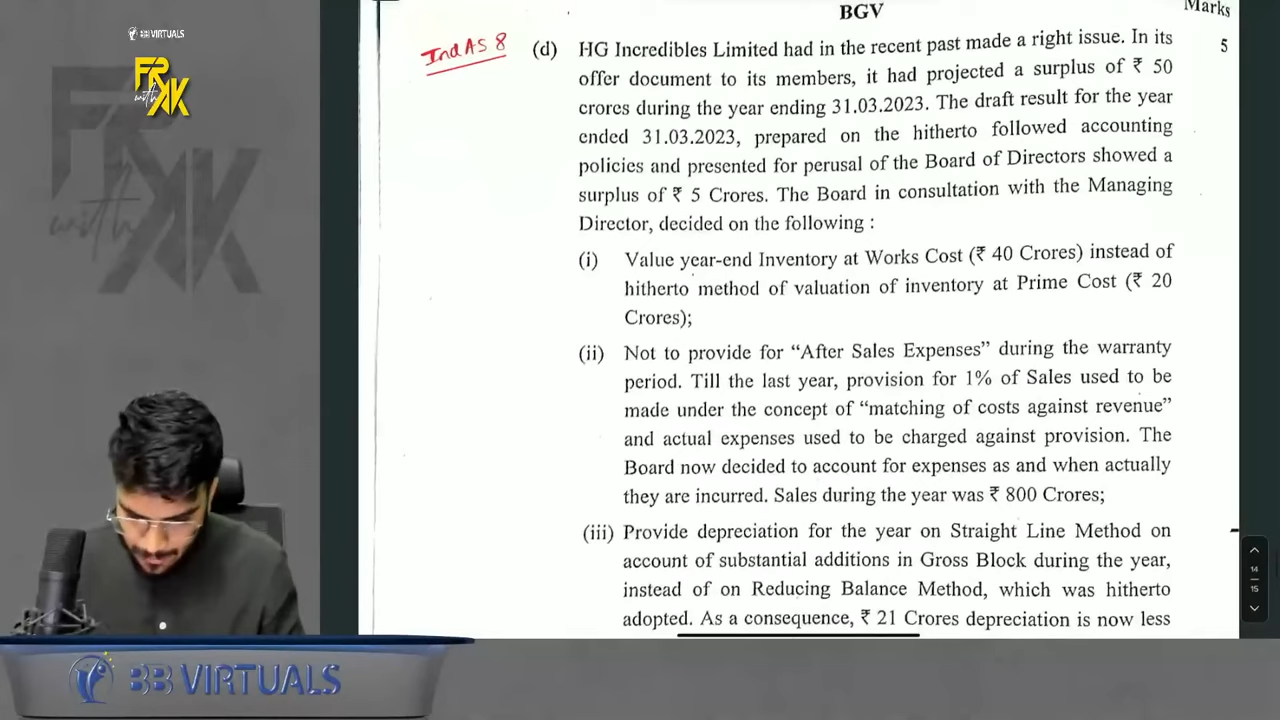 BB VIRTUALS
FR
with
AK
BGV
Marks
Ind AS 8
(d) HG Incredibles Limited had in the recent past made a right issue. In its 5
offer document to its members, it had projected a surplus of ₹ 50
crores during the year ending 31.03.2023. The draft result for the year
ended 31.03.2023, prepared on the hitherto followed accounting
policies and presented for perusal of the Board of Directors showed a
surplus of ₹ 5 Crores. The Board in consultation with the Managing
Director, decided on the following :
(i) Value year-end Inventory at Works Cost (₹ 40 Crores) instead of
hitherto method of valuation of inventory at Prime Cost (₹ 20
Crores);
(ii) Not to provide for “After Sales Expenses” during the warranty
period. Till the last year, provision for 1% of Sales used to be
made under the concept of “matching of costs against revenue”
and actual expenses used to be charged against provision. The
Board now decided to account for expenses as and when actually
they are incurred. Sales during the year was ₹ 800 Crores;
(iii) Provide depreciation for the year on Straight Line Method on
account of substantial additions in Gross Block during the year,
instead of on Reducing Balance Method, which was hitherto
adopted. As a consequence, ₹ 21 Crores depreciation is now less
14
15
BB VIRTUALS